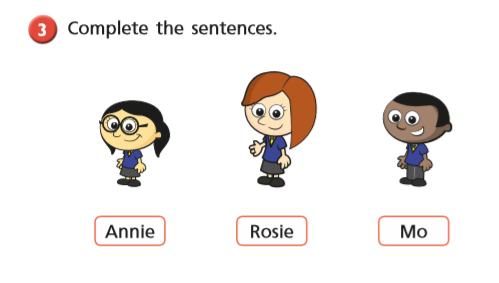 3 Complete the sentences.
Annie Rosie Mo